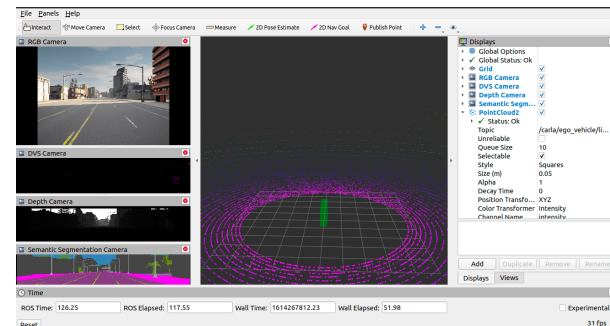 File Panels Help
Interact Move Camera Select Focus Camera Measure 2D Pose Estimate 2D Nav Goal Publish Point
RGB Camera
DVS Camera
Depth Camera
Semantic Segmentation Camera
Displays
Global Options
Global Status: Ok
Grid
RGB Camera
DVS Camera
Depth Camera
Semantic Segm...
PointCloud2
Status: Ok
Topic /carla/ego_vehicle/li...
Unreliable
Queue Size 10
Selectable
Style Squares
Size (m) 0.05
Alpha 1
Decay Time 0
Position Transfo... XYZ
Color Transformer Intensity
Channel Name intensity
Add Duplicate Remove Rename
Displays Views
Time
ROS Time: 126.25 ROS Elapsed: 117.55 Wall Time: 1614267812.23 Wall Elapsed: 51.98 Experimental
Reset 31 fps